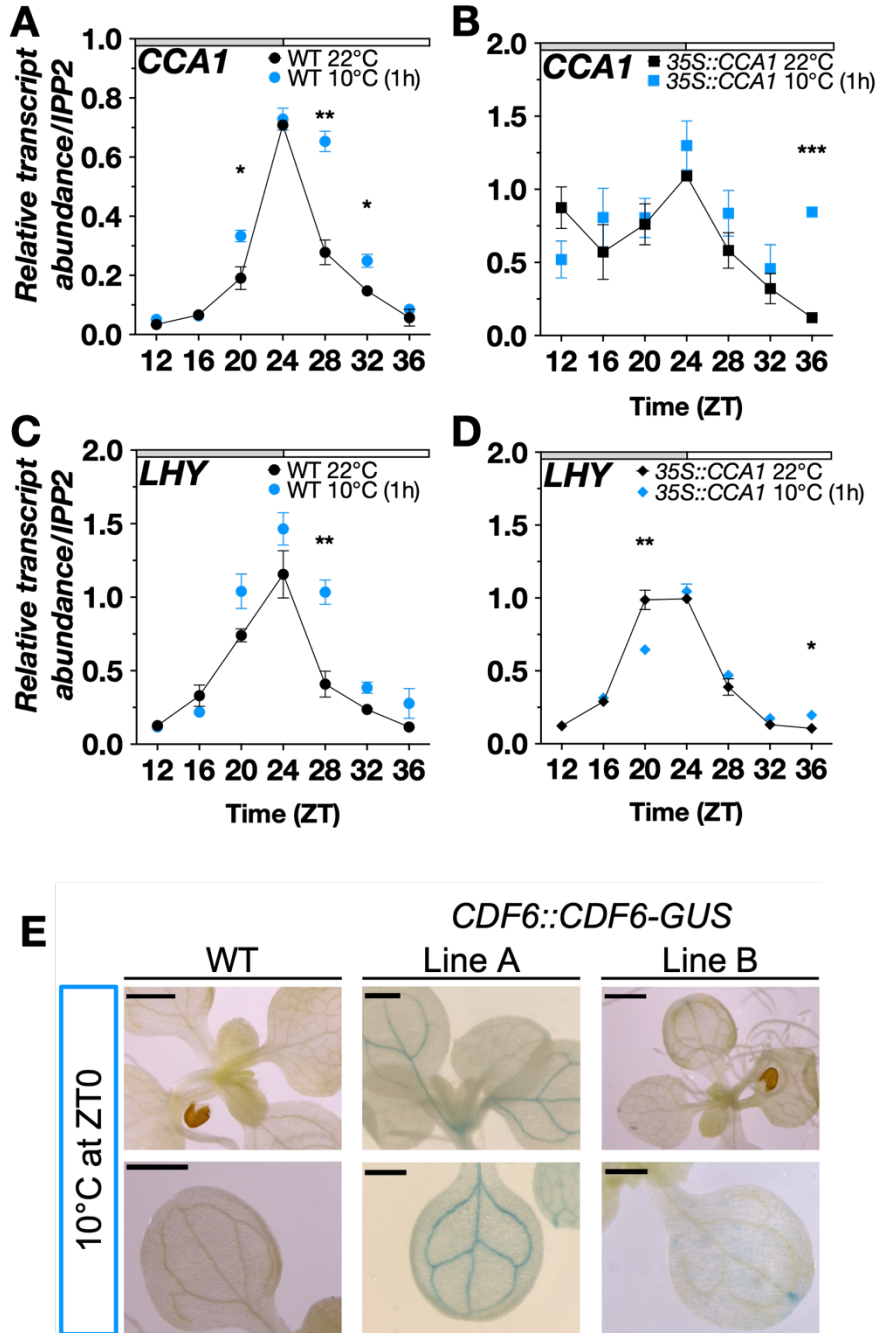 A
CCA1
WT 22°C
WT 10°C (1h)
Relative transcript
abundance/IPP2
1.0
0.8
0.6
0.4
0.2
0.0
*
**
*
12 16 20 24 28 32 36
B
CCA1
35S::CCA1 22°C
35S::CCA1 10°C (1h)
2.0
1.5
1.0
0.5
0.0
***
12 16 20 24 28 32 36
Time (ZT)
C
LHY
WT 22°C
WT 10°C (1h)
Relative transcript
abundance/IPP2
2.0
1.5
1.0
0.5
0.0
**
12 16 20 24 28 32 36
Time (ZT)
D
LHY
35S::CCA1 22°C
35S::CCA1 10°C (1h)
2.0
1.5
1.0
0.5
0.0
**
*
12 16 20 24 28 32 36
Time (ZT)
E
CDF6::CDF6-GUS
WT
Line A
Line B
10°C at ZT0